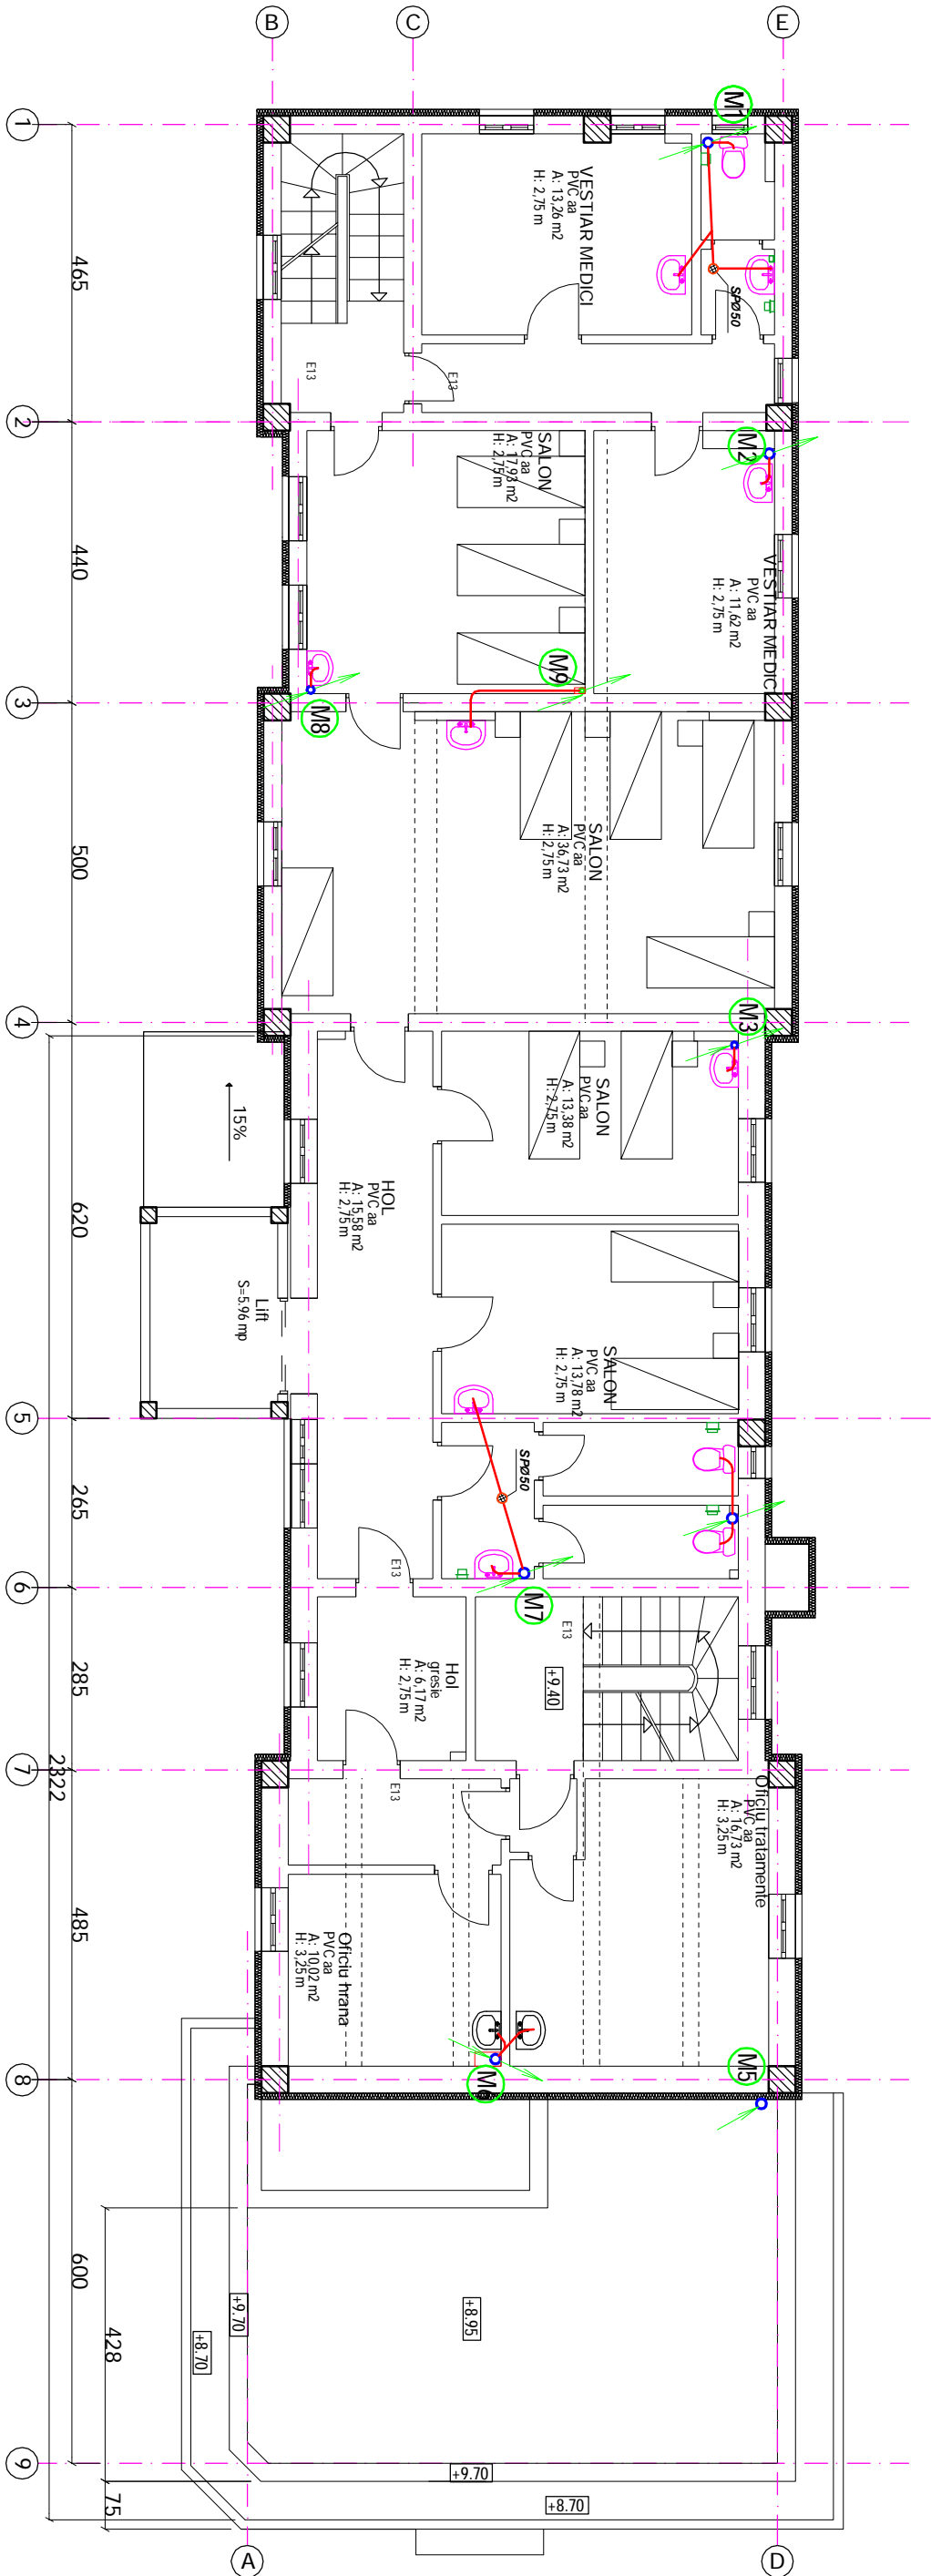 B
C
E
1
M1
VESTIAR MEDICI
PVC aa
A: 13,26 m2
H: 2,75 m
465
SPØ50
E13
E13
2
M2
SALON
PVC aa
A: 17,93 m2
H: 2,75 m
440
VESTIAR MEDICI
PVC aa
A: 11,62 m2
H: 2,75 m
M9
3
M8
500
SALON
PVC aa
A: 36,73 m2
H: 2,75 m
4
M3
15%
SALON
PVC aa
A: 13,38 m2
H: 2,75 m
620
HOL
PVC aa
A: 15,58 m2
H: 2,75 m
Lift
S=5.96 mp
SALON
PVC aa
A: 13,78 m2
H: 2,75 m
5
SPØ50
265
E13
6
M7
E13
Hol
gresie
A: 6,17 m2
H: 2,75 m
+9.40
285
7
2322
E13
Oficiu tratamente
PVC aa
A: 16,73 m2
H: 3,25 m
485
Oficiu hrana
PVC aa
A: 10,02 m2
H: 3,25 m
8
M6
M5
600
+9.70
+8.95
428
+8.70
9
+9.70
75
+8.70
A
D